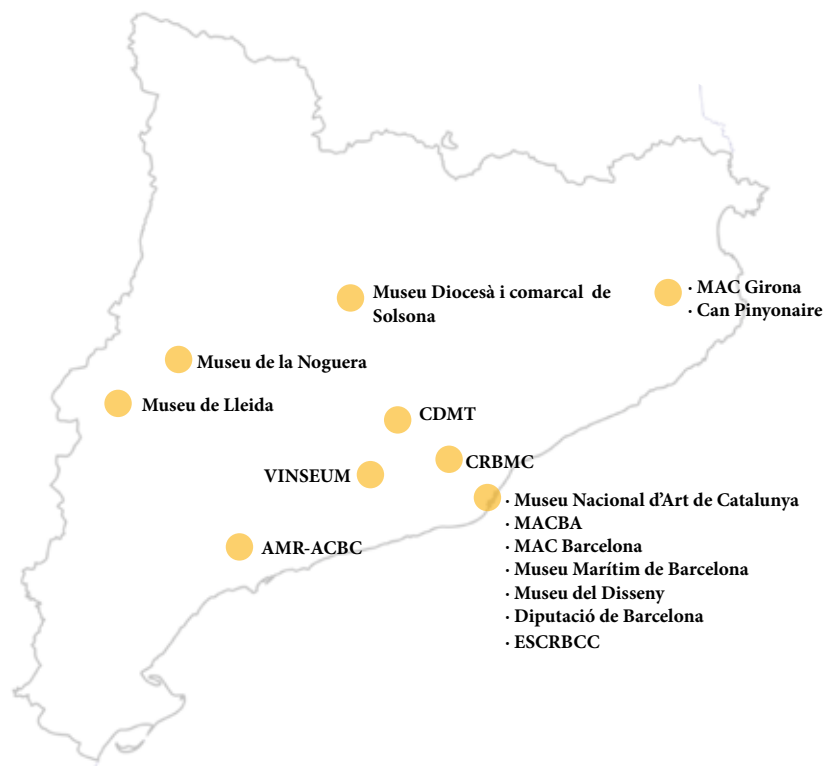 · MAC Girona
· Can Pinyonaire
Museu Diocesà i comarcal de
Solsona
Museu de la Noguera
Museu de Lleida
CDMT
CRBMC
VINSEUM
· Museu Nacional d'Art de Catalunya
· MACBA
· MAC Barcelona
· Museu Marítim de Barcelona
· Museu del Disseny
· Diputació de Barcelona
· ESCRBCC
AMR-ACBC